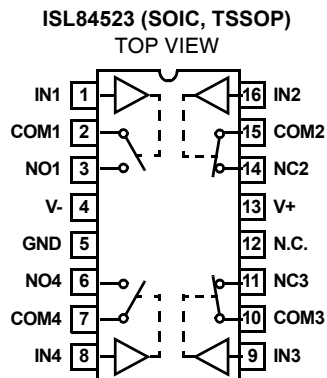 ISL84523 (SOIC, TSSOP)
TOP VIEW
IN1 1 16 IN2
COM1 2 15 COM2
NO1 3 14 NC2
V- 4 13 V+
GND 5 12 N.C.
NO4 6 11 NC3
COM4 7 10 COM3
IN4 8 9 IN3